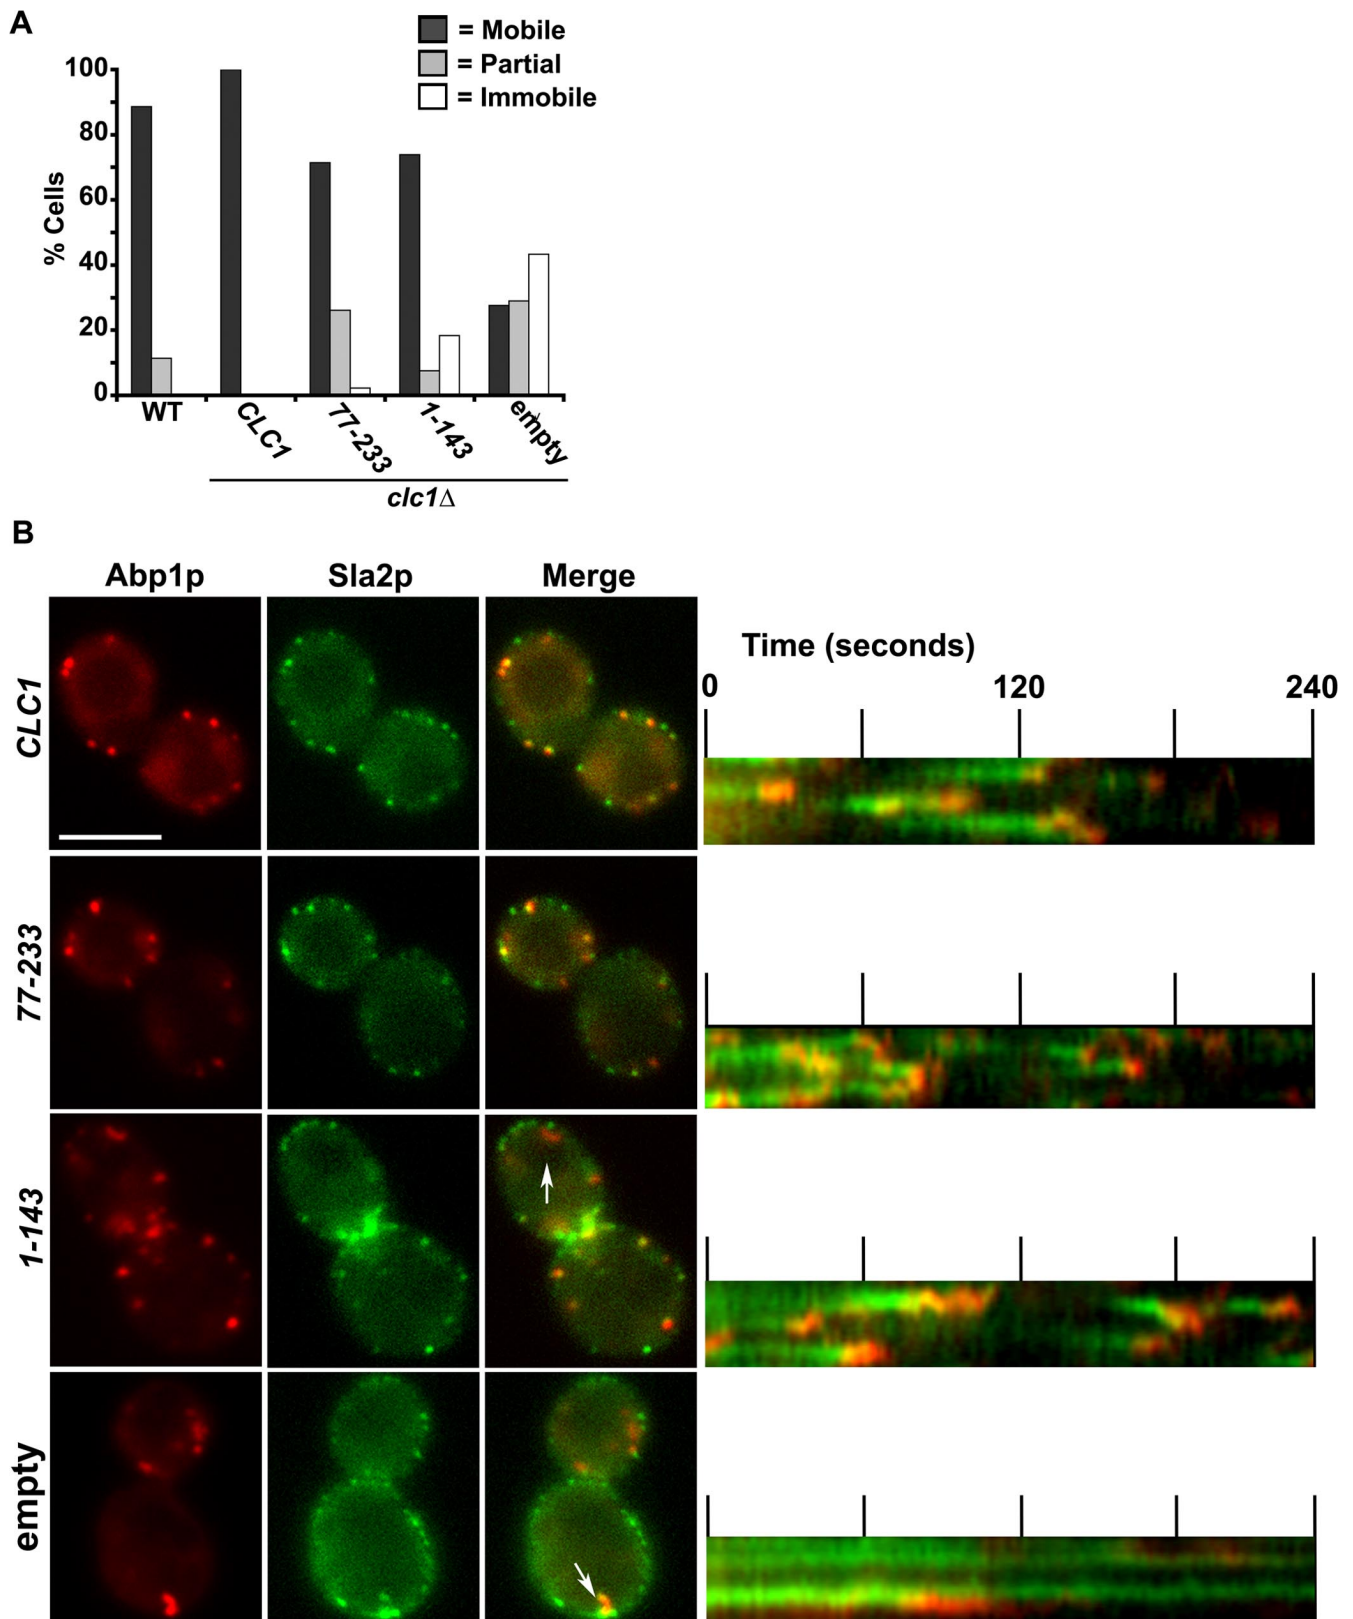 A
= Mobile
= Partial
= Immobile
100
80
60
40
20
0
% Cells
WT
CLC1
77-233
1-143
empty
clc1Δ
B
Abp1p
Sla2p
Merge
Time (seconds)
0 120 240
CLC1
77-233
1-143
empty